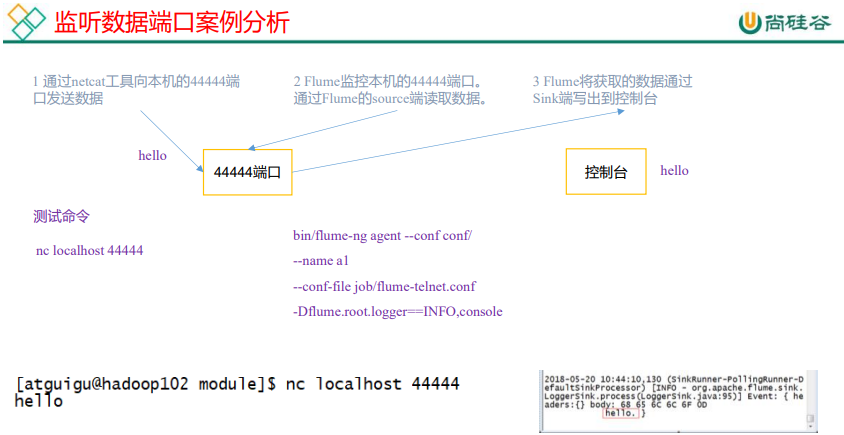 监听数据端口案例分析
尚硅谷
1 通过netcat工具向本机的44444端
口发送数据
2 Flume监控本机的44444端口。
通过Flume的source端读取数据。
3 Flume将获取的数据通过
Sink端写出到控制台
hello
44444端口
控制台
hello
测试命令
nc localhost 44444
bin/flume-ng agent --conf conf/
--name a1
--conf-file job/flume-telnet.conf
-Dflume.root.logger==INFO,console
[atguigu@hadoop102 module]$ nc localhost 44444
hello
2018-05-20 10:44:10,130 (SinkRunner-PollingRunner-D
efaultSinkProcessor) [INFO - org.apache.flume.sink.
LoggerSink.process(LoggerSink.java:95)] Event: { he
aders:{} body: 68 65 6C 6C 6F 0D
hello. }